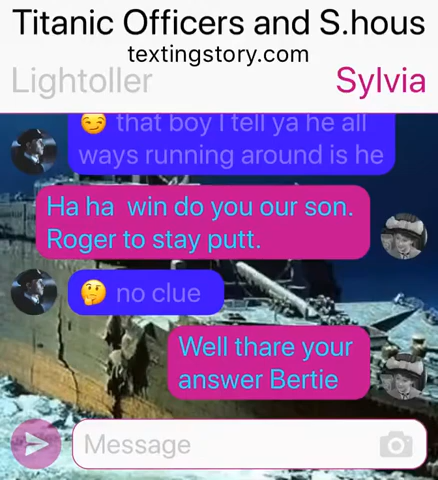 Titanic Officers and S.hous
textingstory.com
Lightoller
Sylvia
😏 that boy I tell ya he all
ways running around is he
Ha ha win do you our son.
Roger to stay putt.
🤔 no clue
Well thare your
answer Bertie
Message